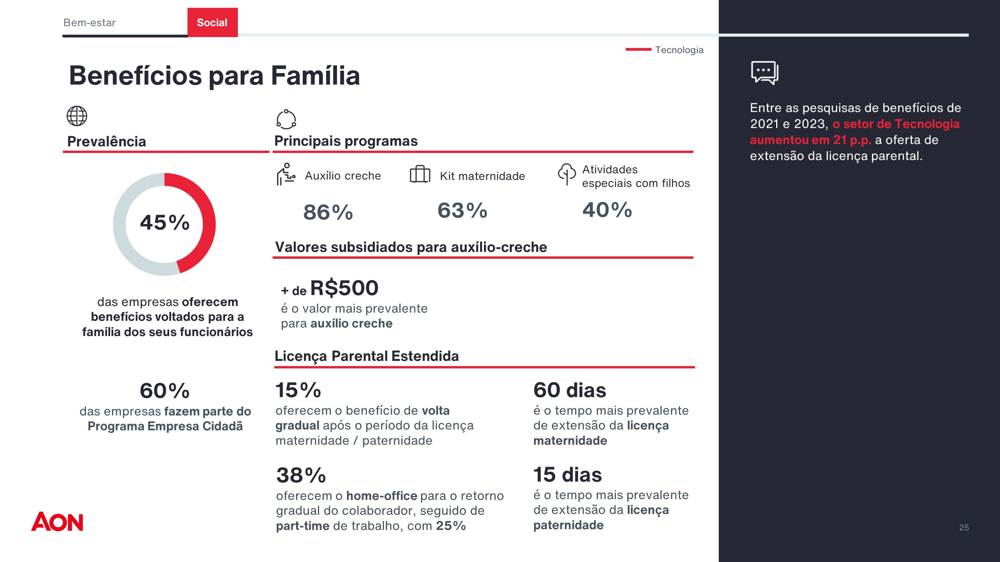 Bem-estar
Social
Tecnologia
Benefícios para Família
Prevalência
45%
das empresas oferecem
benefícios voltados para a
família dos seus funcionários
60%
das empresas fazem parte do
Programa Empresa Cidadã
Principais programas
Auxílio creche
86%
Kit maternidade
63%
Atividades
especiais com filhos
40%
Valores subsidiados para auxílio-creche
+ de R$500
é o valor mais prevalente
para auxílio creche
Licença Parental Estendida
15%
oferecem o benefício de volta
gradual após o período da licença
maternidade / paternidade
60 dias
é o tempo mais prevalente
de extensão da licença
maternidade
38%
oferecem o home-office para o retorno
gradual do colaborador, seguido de
part-time de trabalho, com 25%
15 dias
é o tempo mais prevalente
de extensão da licença
paternidade
Entre as pesquisas de benefícios de
2021 e 2023, o setor de Tecnologia
aumentou em 21 p.p. a oferta de
extensão da licença parental.
AON
25